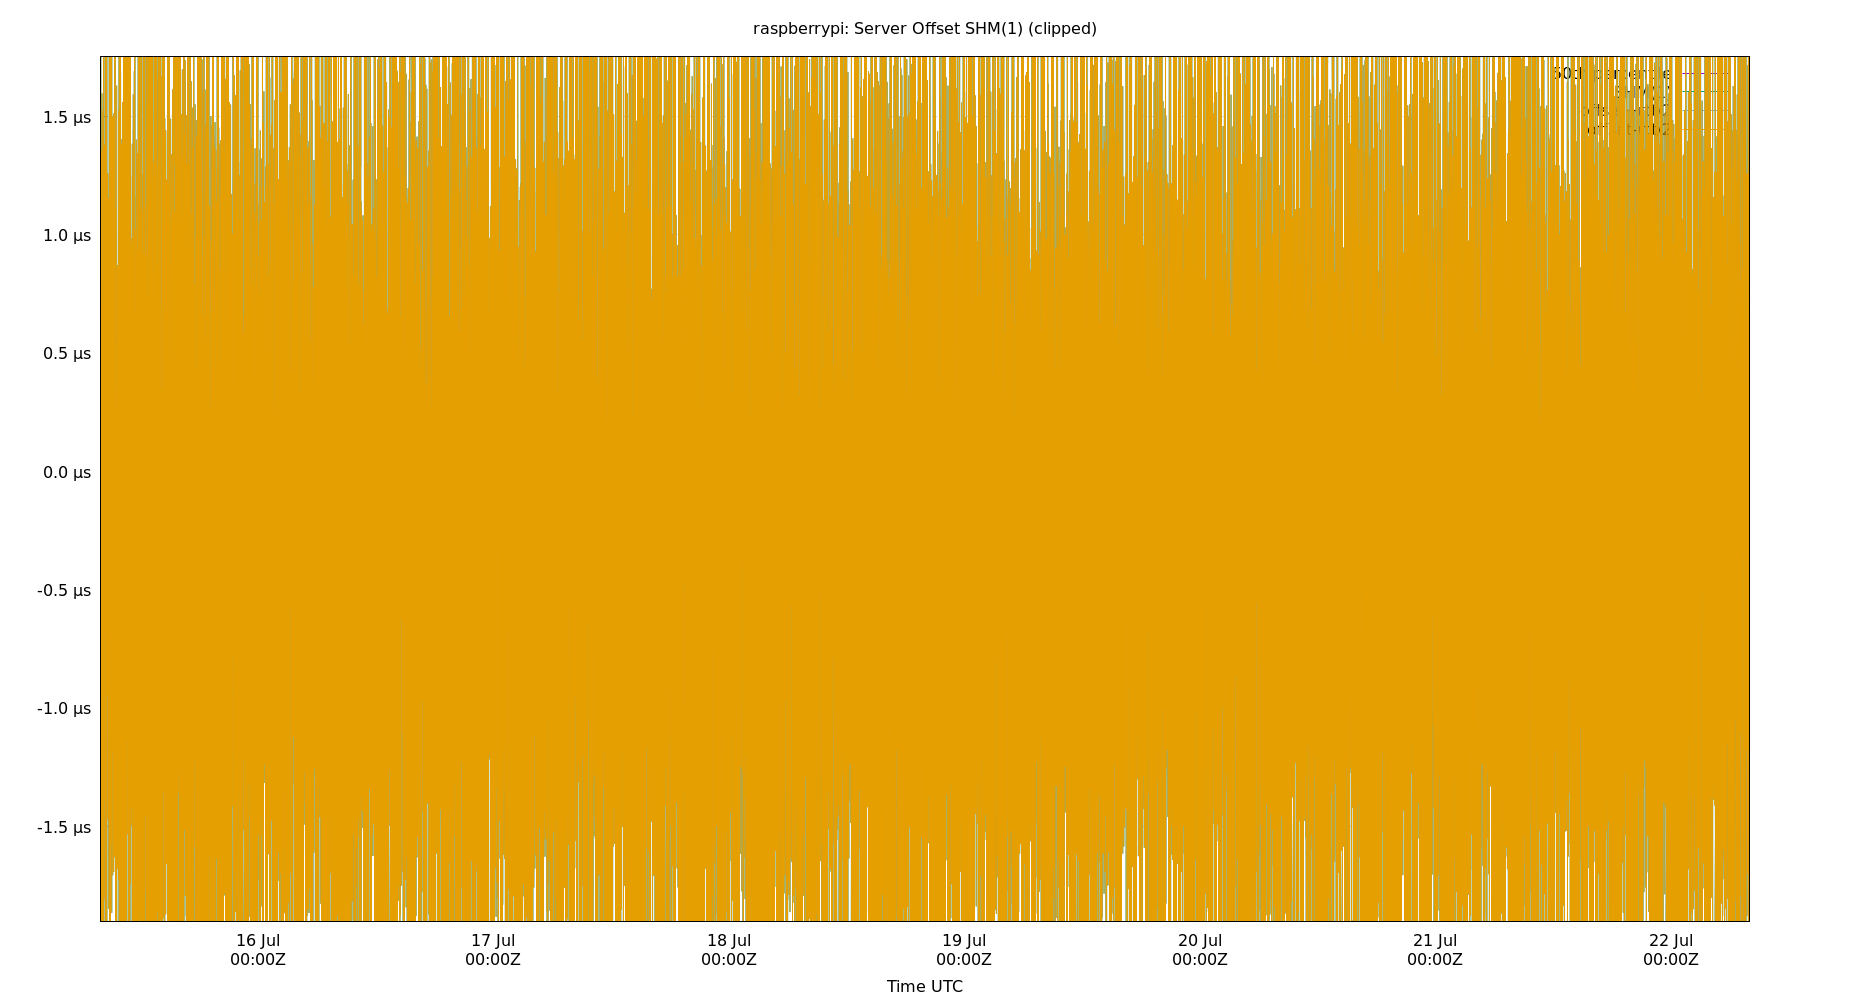 raspberrypi: Server Offset SHM(1) (clipped)
1.5 µs
1.0 µs
0.5 µs
0.0 µs
-0.5 µs
-1.0 µs
-1.5 µs
50th percentile
16 Jul 17 Jul 18 Jul 19 Jul 20 Jul 21 Jul 22 Jul
00:00Z 00:00Z 00:00Z 00:00Z 00:00Z 00:00Z 00:00Z
Time UTC